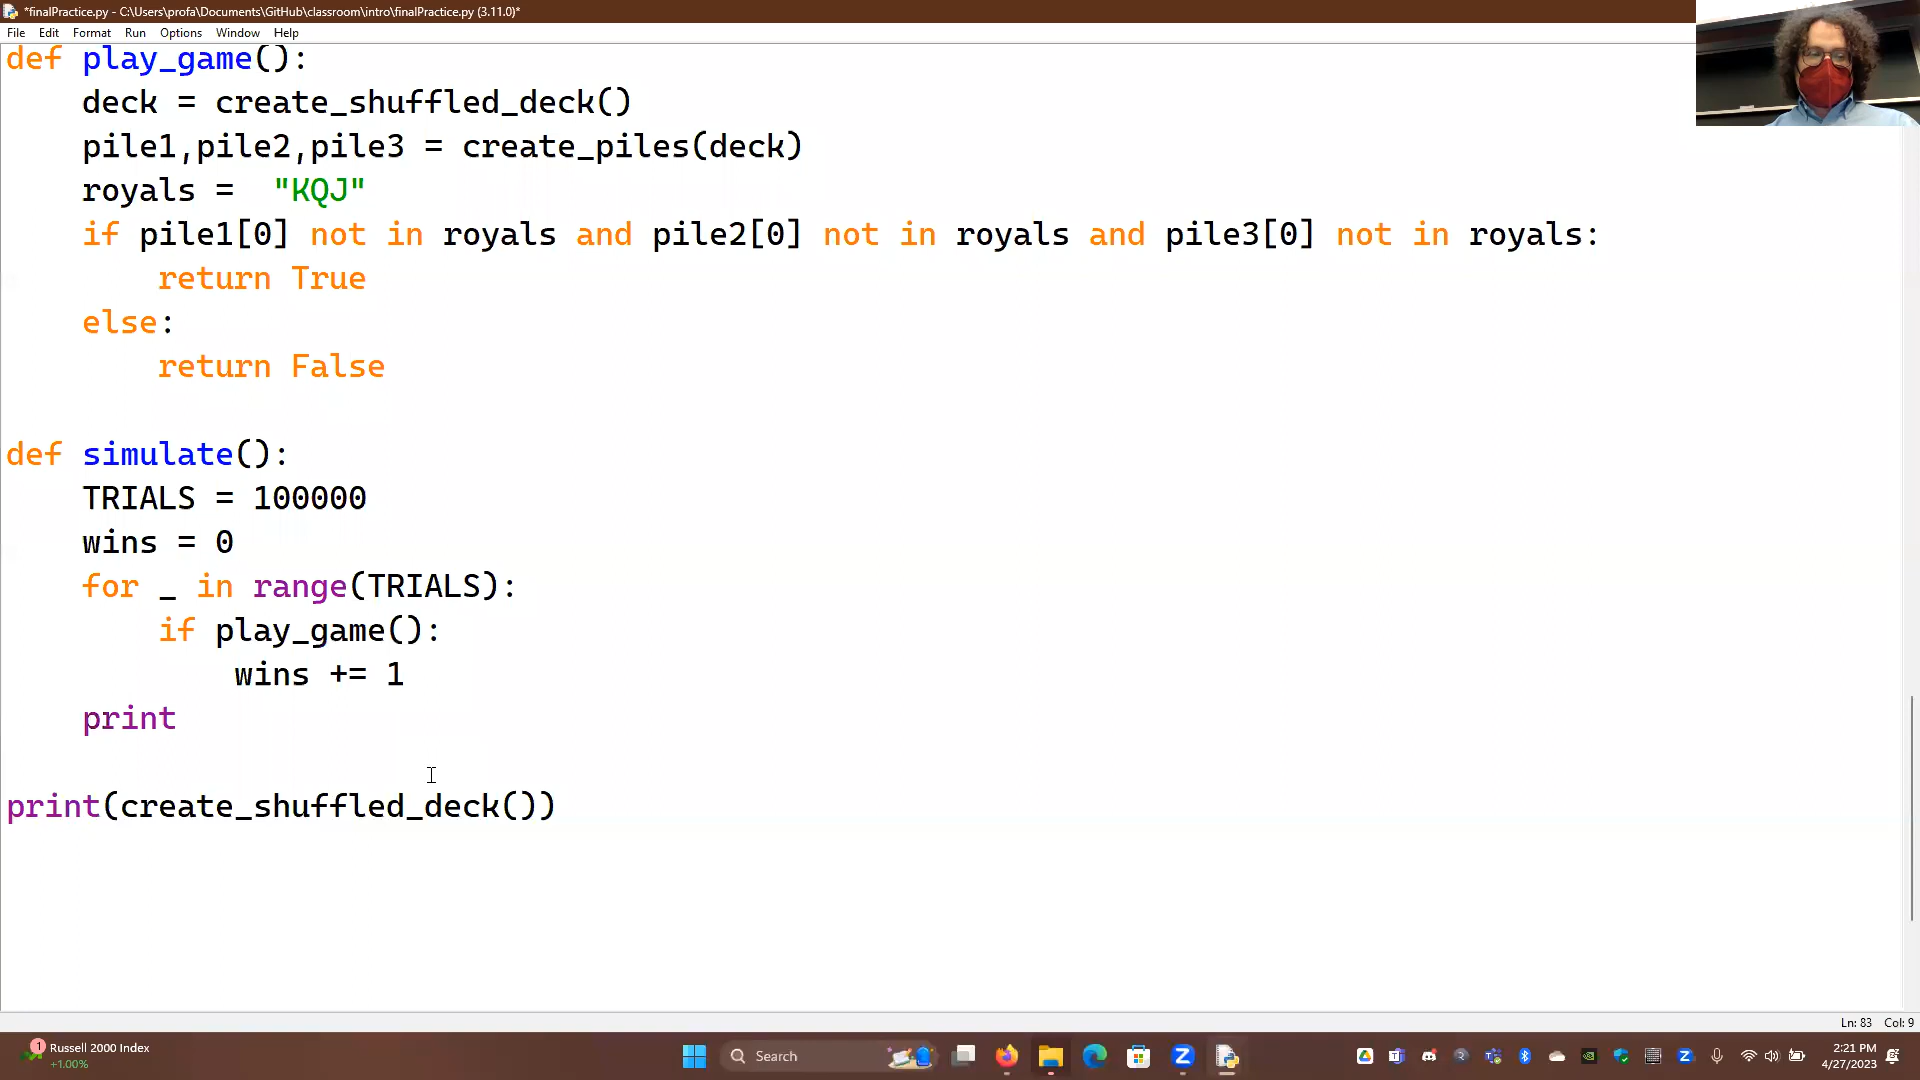 *finalPractice.py - C:\Users\profa\Documents\GitHub\classroom\intro\finalPractice.py (3.11.0)*
File Edit Format Run Options Window Help
def play_game():
    deck = create_shuffled_deck()
    pile1,pile2,pile3 = create_piles(deck)
    royals =  "KQJ"
    if pile1[0] not in royals and pile2[0] not in royals and pile3[0] not in royals:
        return True
    else:
        return False
def simulate():
    TRIALS = 100000
    wins = 0
    for _ in range(TRIALS):
        if play_game():
            wins += 1
    print
print(create_shuffled_deck())
Ln: 83 Col: 9
1
Russell 2000 Index
+1.00%
Search
2:21 PM
4/27/2023